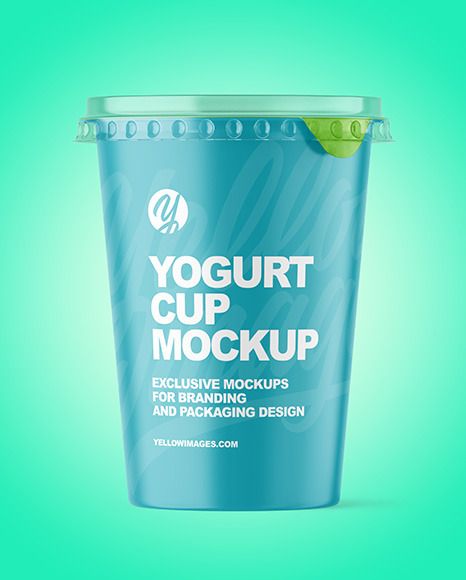 Y
YOGURT
CUP
MOCKUP
EXCLUSIVE MOCKUPS
FOR BRANDING
AND PACKAGING DESIGN
YELLOWIMAGES.COM